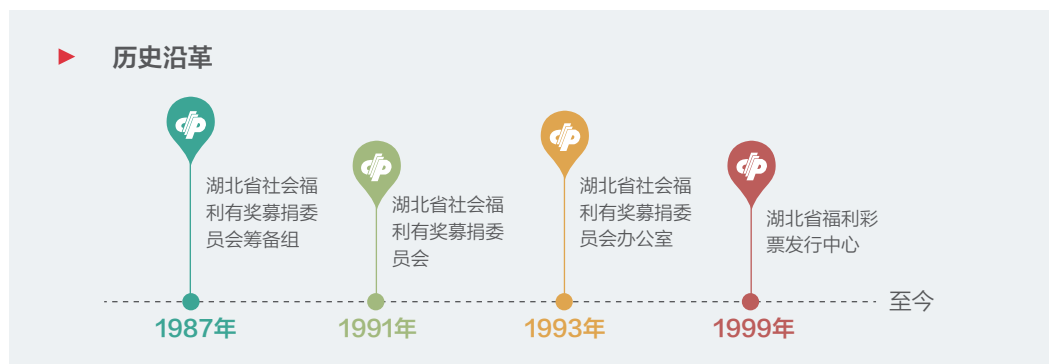 历史沿革
湖北省社会福
利有奖募捐委
员会筹备组
湖北省社会福
利有奖募捐委
员会
湖北省社会福
利有奖募捐委
员会办公室
湖北省福利彩
票发行中心
1987年
1991年
1993年
1999年
至今